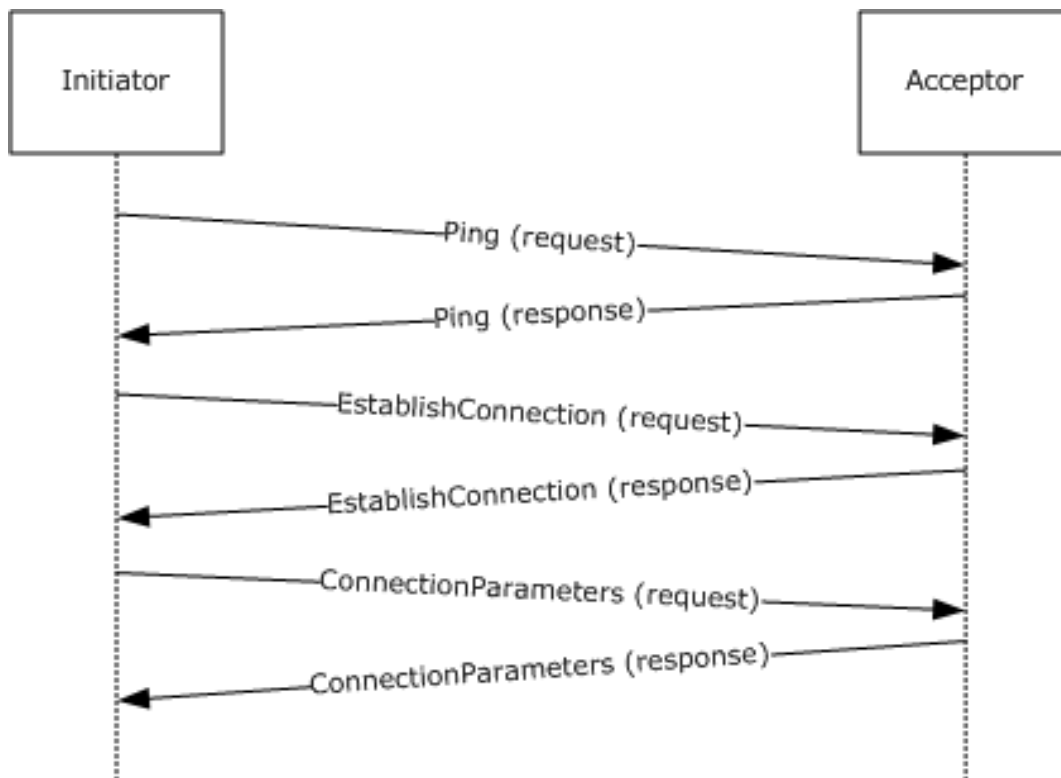 Initiator
Acceptor
Ping (request)
Ping (response)
EstablishConnection (request)
EstablishConnection (response)
ConnectionParameters (request)
ConnectionParameters (response)